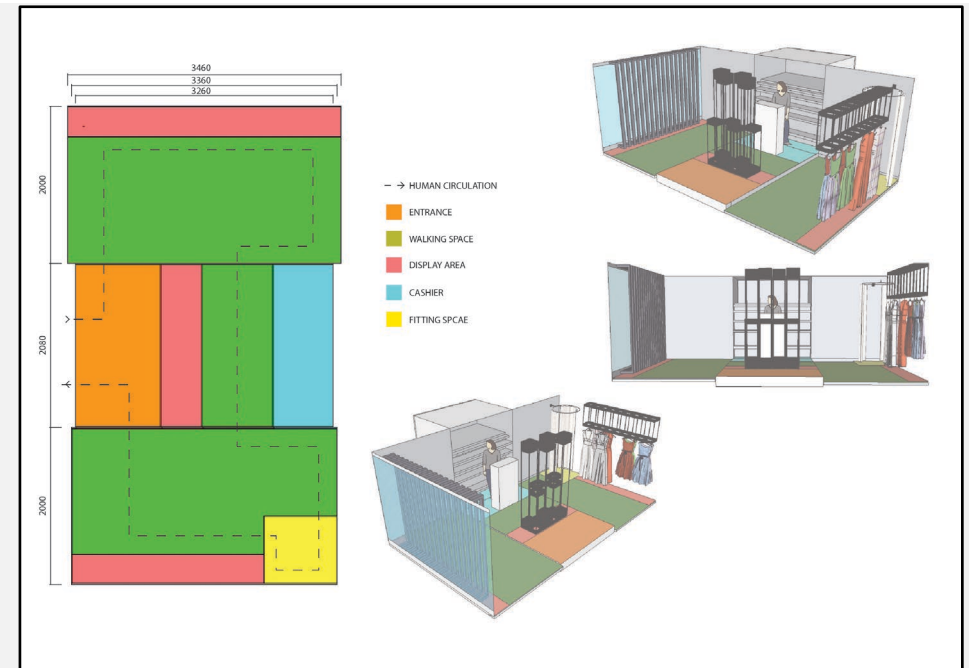 3460
3360
3260
2000
2080
2000
HUMAN CIRCULATION
ENTRANCE
WALKING SPACE
DISPLAY AREA
CASHIER
FITTING SPCAE